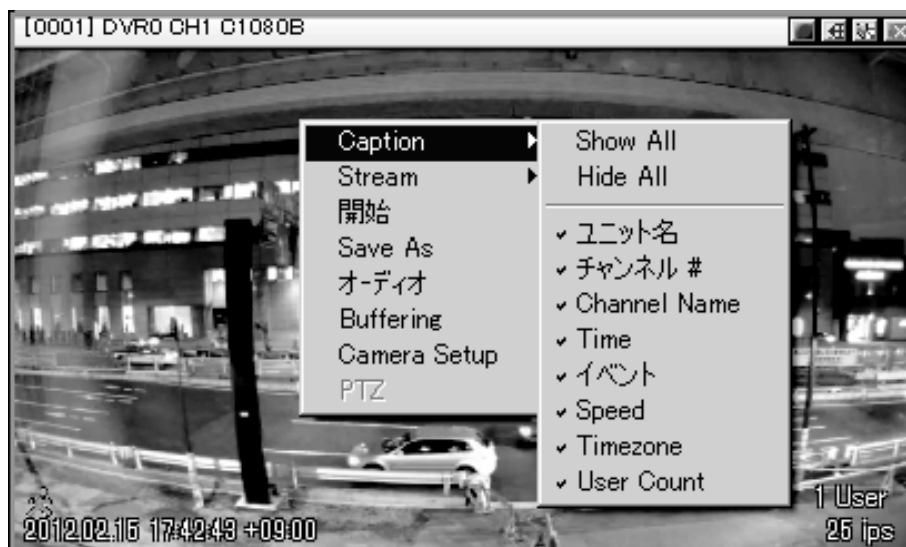 [0001] DVR0 CH1 C1080B
Caption
Stream
開始
Save As
オーディオ
Buffering
Camera Setup
PTZ
Show All
Hide All
ユニット名
チャンネル #
Channel Name
Time
イベント
Speed
Timezone
User Count
2012.02.15 17:42:43 +09:00
1 User
25 ips